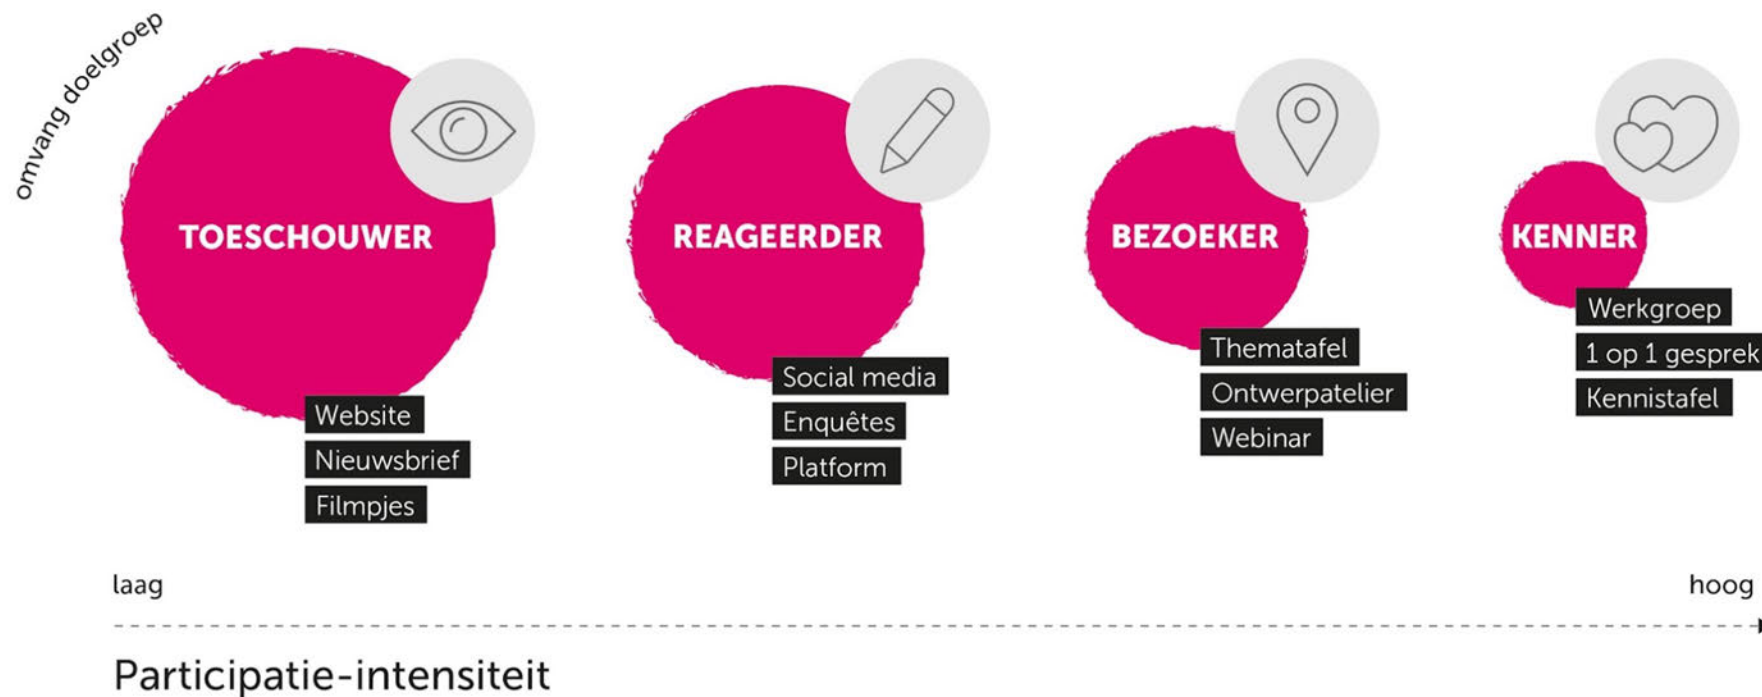 omvang doelgroep
TOESCHOUWER
Website
Nieuwsbrief
Filmpjes
REAGEERDER
Social media
Enquêtes
Platform
BEZOEKER
Thematafel
Ontwerpatelier
Webinar
KENNER
Werkgroep
1 op 1 gesprek
Kennistafel
laag
hoog
Participatie-intensiteit